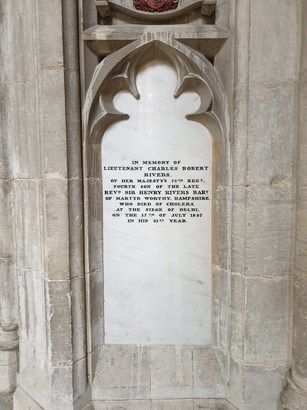 IN MEMORY OF
LIEUTENANT CHARLES ROBERT
RIVERS,
OF HER MAJESTY'S 75TH REGT,
FOURTH SON OF THE LATE
REVD SIR HENRY RIVERS BART
OF MARTYR WORTHY, HAMPSHIRE,
WHO DIED OF CHOLERA
AT THE SIEGE OF DELHI,
ON THE TH OF JULY 1857
IN HIS 21ST YEAR.